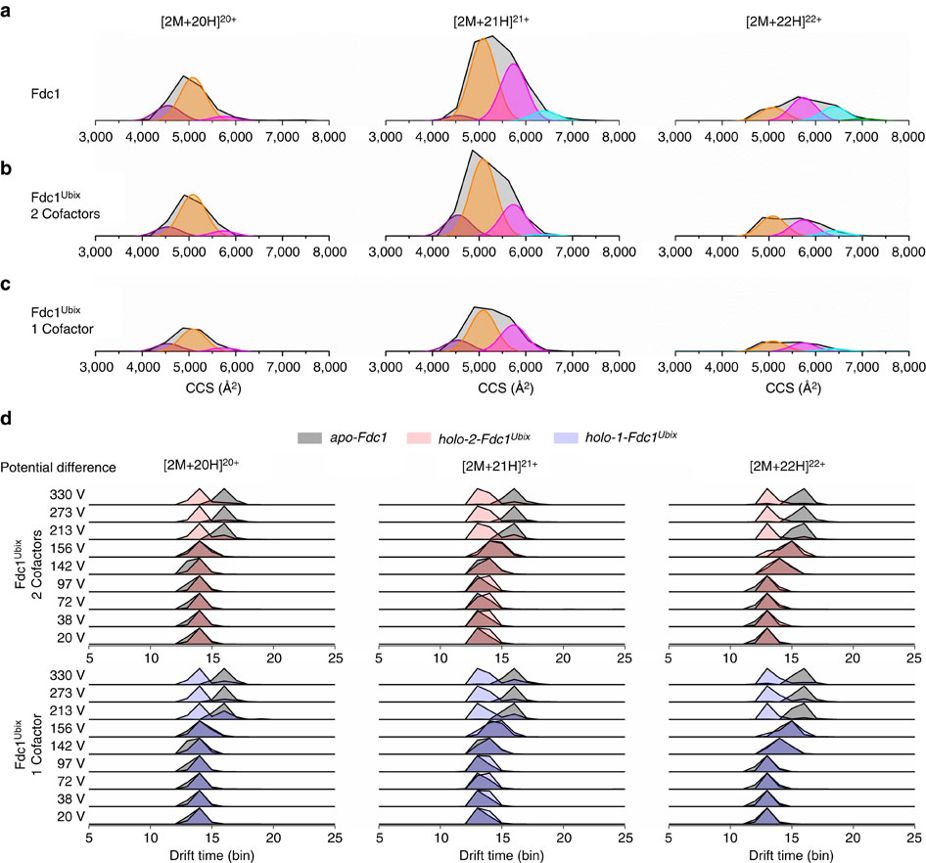 a
[2M+20H]20+ [2M+21H]21+ [2M+22H]22+
Fdc1
3,000 4,000 5,000 6,000 7,000 8,000 3,000 4,000 5,000 6,000 7,000 8,000 3,000 4,000 5,000 6,000 7,000 8,000
b
Fdc1Ubix
2 Cofactors
3,000 4,000 5,000 6,000 7,000 8,000 3,000 4,000 5,000 6,000 7,000 8,000 3,000 4,000 5,000 6,000 7,000 8,000
c
Fdc1Ubix
1 Cofactor
3,000 4,000 5,000 6,000 7,000 8,000 3,000 4,000 5,000 6,000 7,000 8,000 3,000 4,000 5,000 6,000 7,000 8,000
CCS (Å2) CCS (Å2) CCS (Å2)
d
apo-Fdc1 holo-2-Fdc1Ubix holo-1-Fdc1Ubix
Potential difference [2M+20H]20+ [2M+21H]21+ [2M+22H]22+
Fdc1Ubix
2 Cofactors
330 V
273 V
213 V
156 V
142 V
97 V
72 V
38 V
20 V
5 10 15 20 25 5 10 15 20 25 5 10 15 20 25
Fdc1Ubix
1 Cofactor
330 V
273 V
213 V
156 V
142 V
97 V
72 V
38 V
20 V
5 10 15 20 25 5 10 15 20 25 5 10 15 20 25
Drift time (bin) Drift time (bin) Drift time (bin)